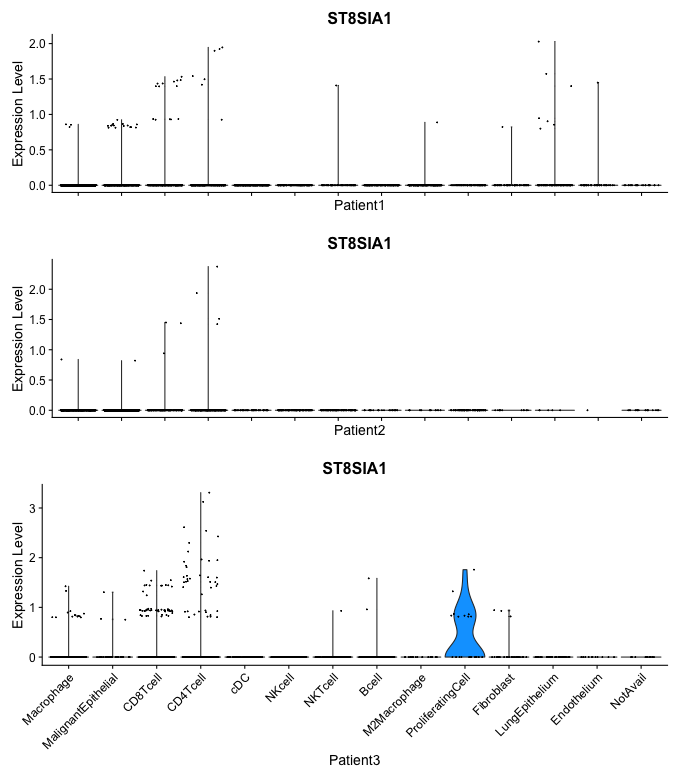 ST8SIA1
Expression Level
2.0
1.5
1.0
0.5
0.0
Patient1
ST8SIA1
Expression Level
2.0
1.5
1.0
0.5
0.0
Patient2
ST8SIA1
Expression Level
3
2
1
0
Macrophage
MalignantEpithelial
CD8Tcell
CD4Tcell
cDC
NKcell
NKTcell
Bcell
M2Macrophage
ProliferatingCell
Fibroblast
LungEpithelium
Endothelium
NotAvail
Patient3